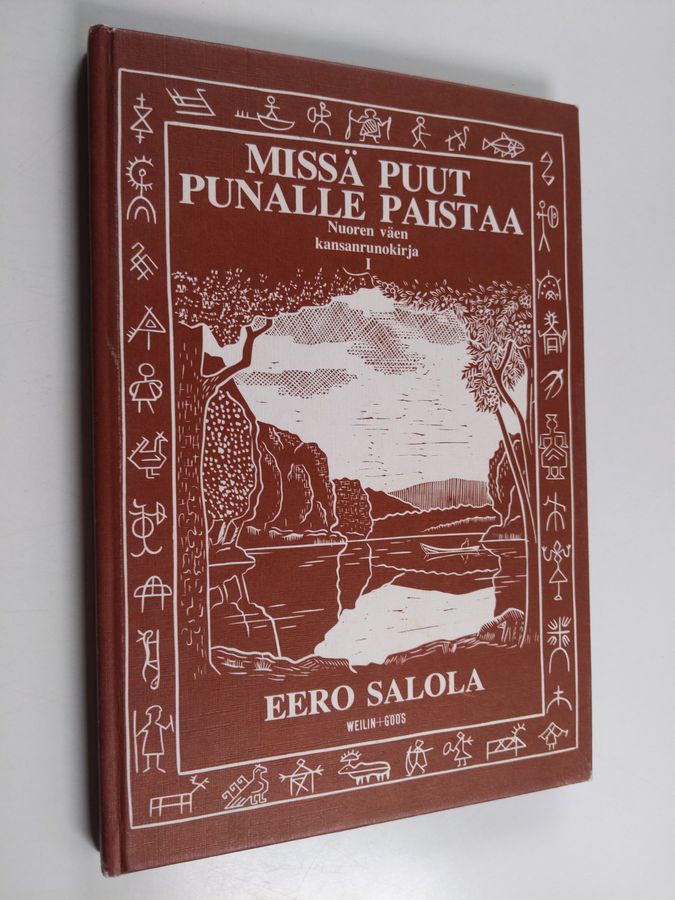 MISSÄ PUUT
PUNALLE PAISTAA
Nuoren väen
kansanrunokirja
I
EERO SALOLA
WEILIN+GÖÖS